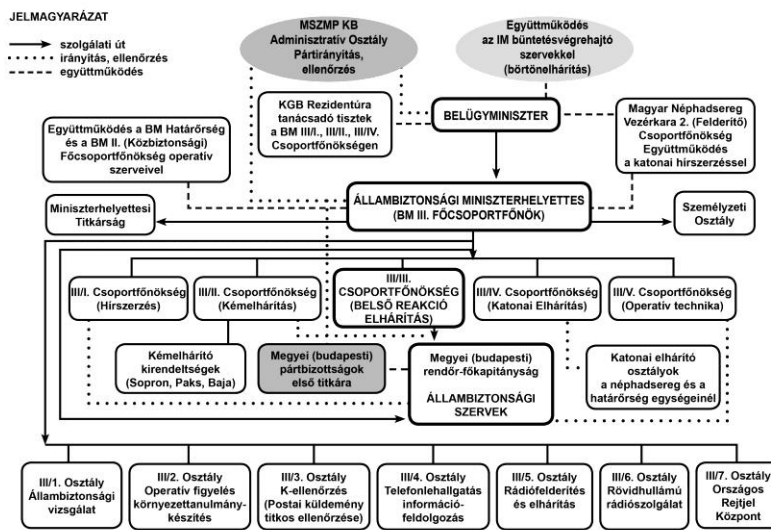 JELMAGYARÁZAT
szolgálati út
irányítás, ellenőrzés
együttműködés
MSZMP KB
Adminisztratív Osztály
Pártirányítás,
ellenőrzés
Együttműködés
az IM büntetésvégrehajtó
szervekkel
(börtönelhárítás)
KGB Rezidentúra
tanácsadó tisztek
a BM III/I., III/II., III/IV.
Csoportfőnökségen
BELÜGYMINISZTER
Magyar Néphadsereg
Vezérkara 2. (Felderítő)
Csoportfőnökség
Együttműködés
a katonai hírszerzéssel
Együttműködés a BM Határőrség
és a BM II. (Közbiztonsági)
Főcsoportfőnökség operatív
szerveivel
Miniszterhelyettesi
Titkárság
ÁLLAMBIZTONSÁGI MINISZTERHELYETTES
(BM III. FŐCSOPORTFŐNÖK)
Személyzeti
Osztály
III/I. Csoportfőnökség
(Hírszerzés)
III/II. Csoportfőnökség
(Kémelhárítás)
III/III.
CSOPORTFŐNÖKSÉG
(BELSŐ REAKCIÓ
ELHÁRÍTÁS)
III/IV. Csoportfőnökség
(Katonai Elhárítás)
III/V. Csoportfőnökség
(Operatív technika)
Kémelhárító
kirendeltségek
(Sopron, Paks, Baja)
Megyei (budapesti)
pártbizottságok
első titkára
Megyei (budapesti)
rendőr-főkapitányság
ÁLLAMBIZTONSÁGI
SZERVEK
Katonai elhárító
osztályok
a néphadsereg és a
határőrség egységeinél
III/1. Osztály
Állambiztonsági
vizsgálat
III/2. Osztály
Operatív figyelés
környezettanulmány-
készítés
III/3. Osztály
K-ellenőrzés
(Postai küldemény
titkos ellenőrzése)
III/4. Osztály
Telefonlehallgatás
információ-
feldolgozás
III/5. Osztály
Rádiófelderítés
és elhárítás
III/6. Osztály
Rövidhullámú
rádiószolgálat
III/7. Osztály
Országos
Rejtjel
Központ